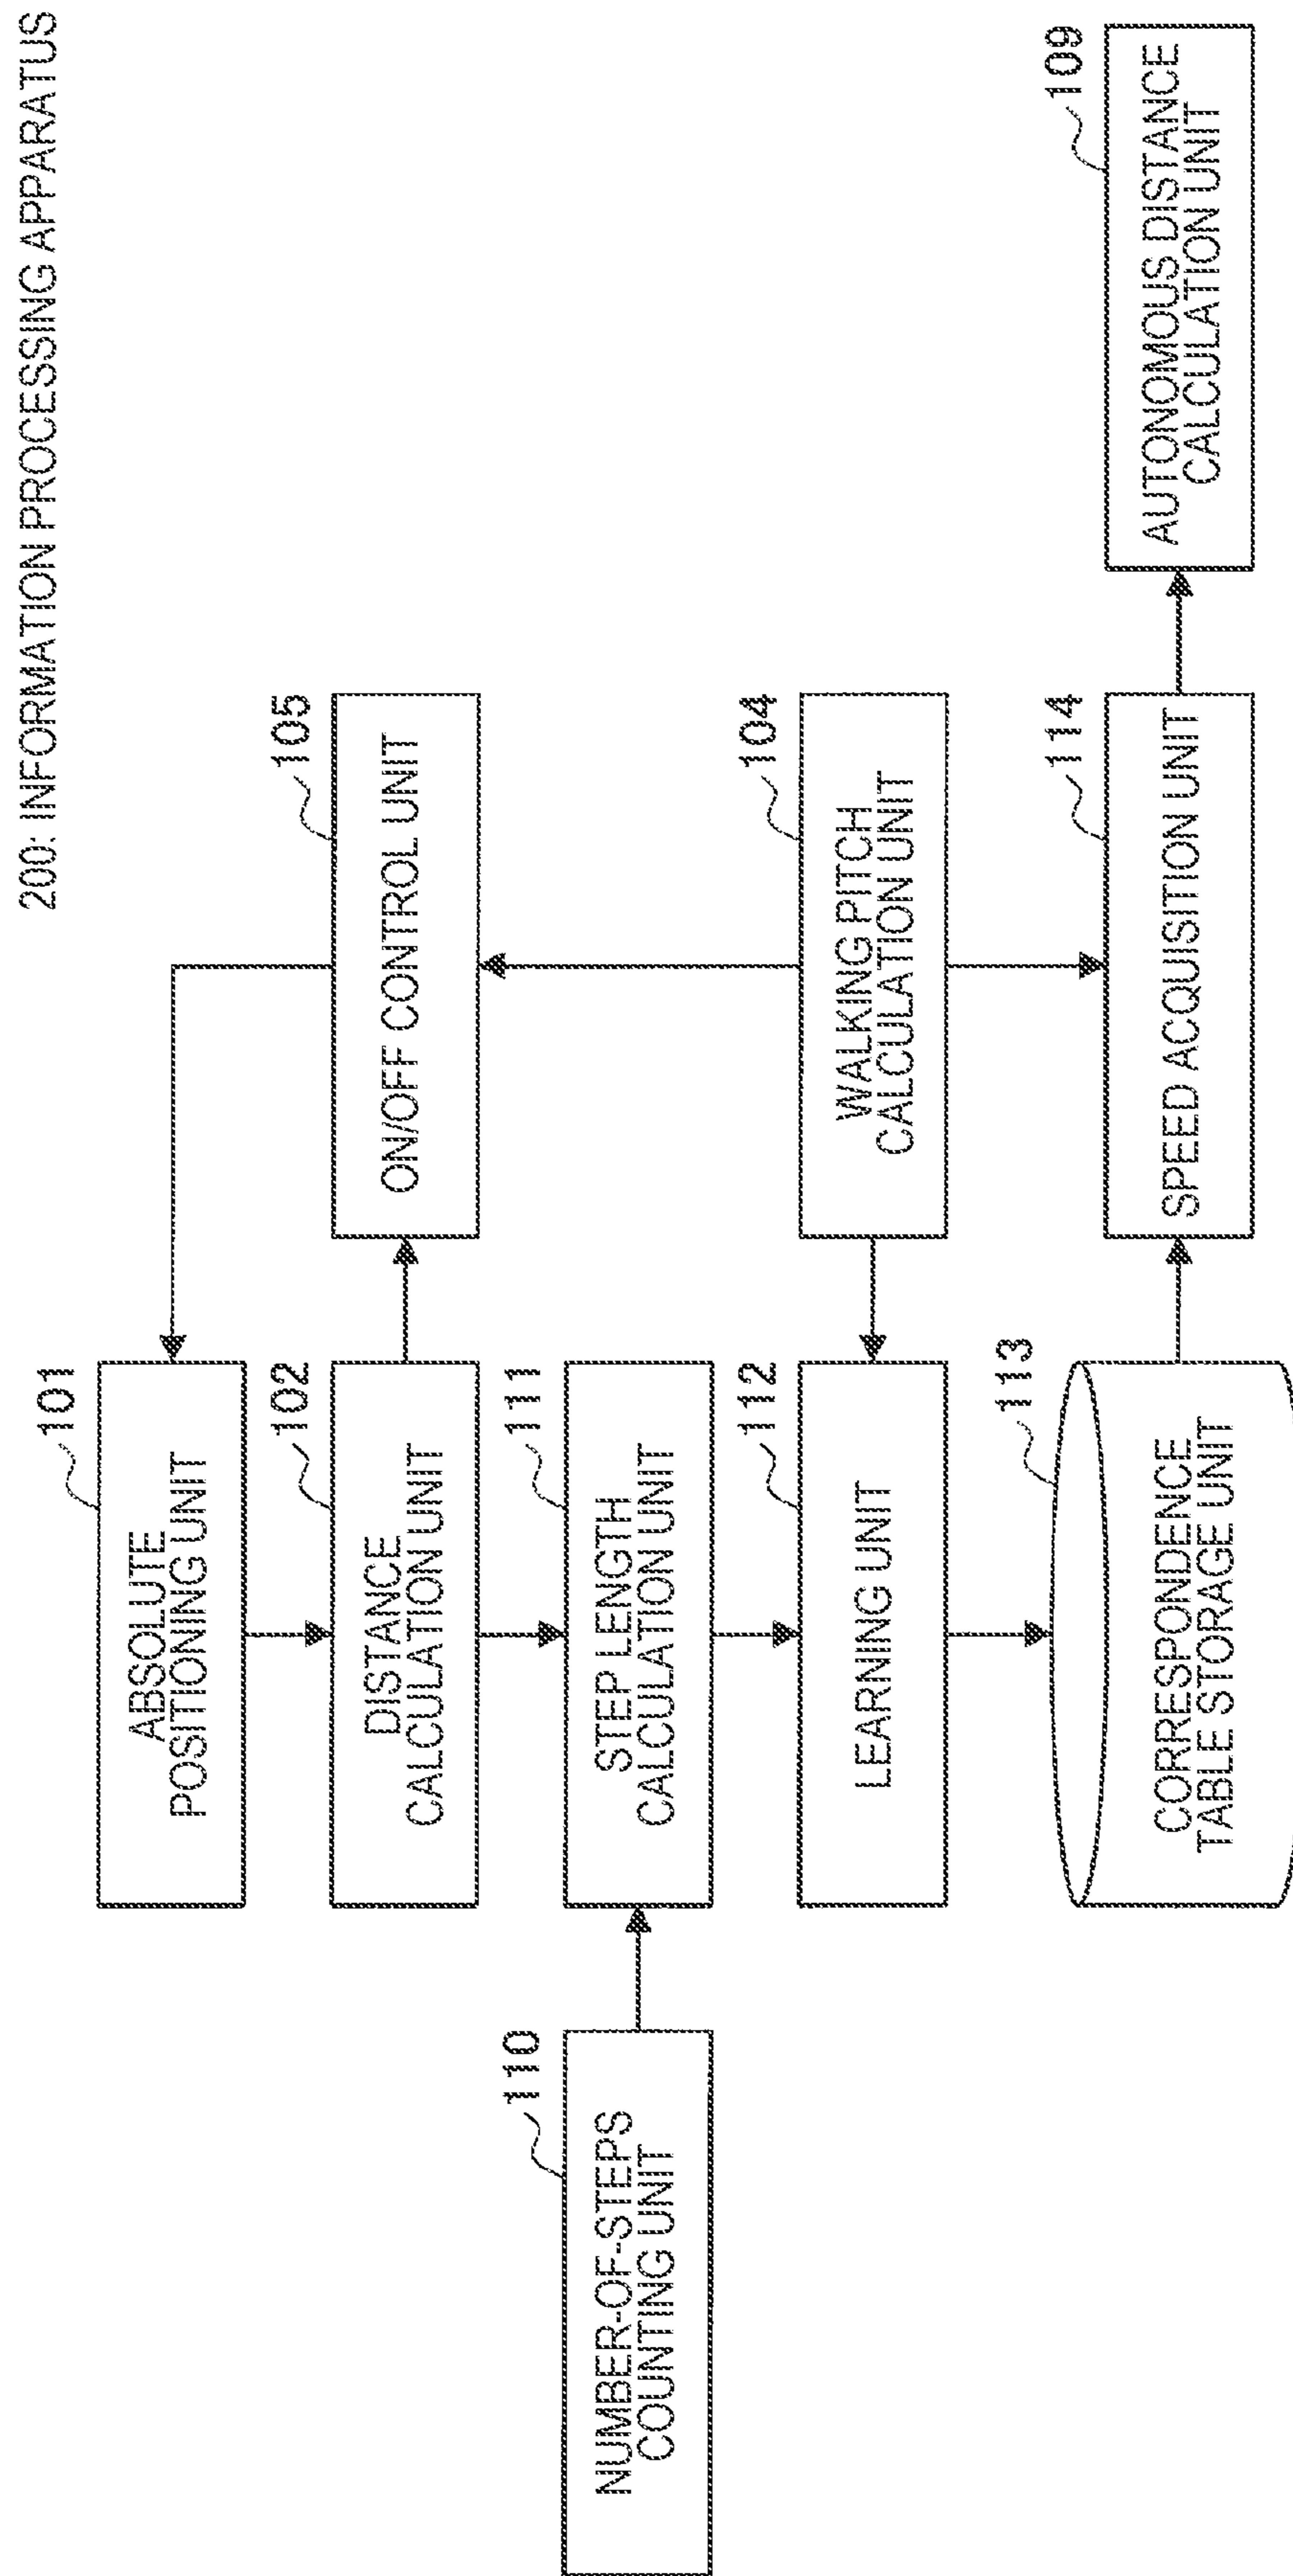 200: INFORMATION PROCESSING APPARATUS
101
ABSOLUTE
POSITIONING UNIT
102
DISTANCE
CALCULATION UNIT
105
ON/OFF CONTROL UNIT
110
NUMBER-OF-STEPS
COUNTING UNIT
111
STEP LENGTH
CALCULATION UNIT
112
LEARNING UNIT
104
WALKING PITCH
CALCULATION UNIT
113
CORRESPONDENCE
TABLE STORAGE UNIT
114
SPEED ACQUISITION UNIT
109
AUTONOMOUS DISTANCE
CALCULATION UNIT